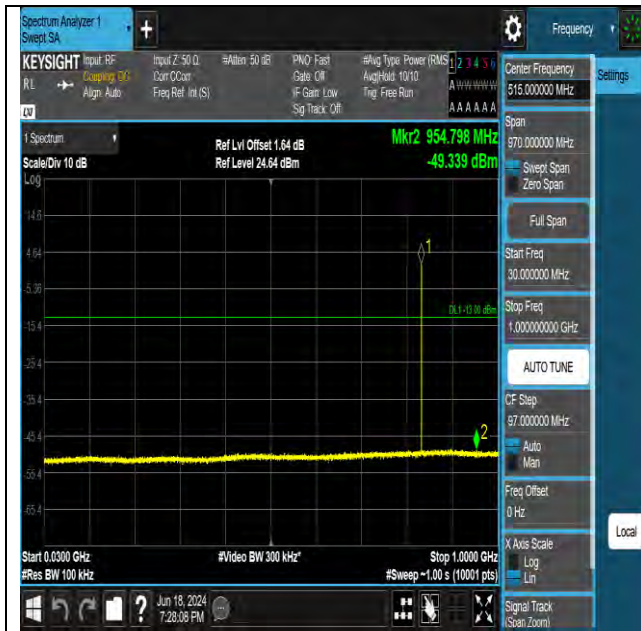 Spectrum Analyzer 1
Swept SA
+
Frequency
KEYSIGHT
RL
Input: RF
Coupling: DC
Align: Auto
Input Z: 50 Ω
Corr CCorr
Freq Ref: Int (S)
#Atten: 50 dB
PNO: Fast
Gate: Off
IF Gain: Low
Sig Track: Off
#Avg Type: Power (RMS
Avg|Hold: 10/10
Trig: Free Run
1 2 3 4 5 6
A W W W W W
A A A A A A
Settings
1 Spectrum
Scale/Div 10 dB
Log
Ref Lvl Offset 1.64 dB
Ref Level 24.64 dBm
Mkr2 954.798 MHz
-49.339 dBm
14.6
4.64
-5.36
-15.4
-25.4
-35.4
-45.4
-55.4
-65.4
1
DL1 -13.00 dBm
2
Start 0.0300 GHz
#Res BW 100 kHz
#Video BW 300 kHz*
Stop 1.0000 GHz
#Sweep ~1.00 s (10001 pts)
Center Frequency
515.000000 MHz
Span
970.000000 MHz
Swept Span
Zero Span
Full Span
Start Freq
30.000000 MHz
Stop Freq
1.000000000 GHz
AUTO TUNE
CF Step
97.000000 MHz
Auto
Man
Freq Offset
0 Hz
X Axis Scale
Log
Lin
Signal Track
(Span Zoom)
Local
?
Jun 18, 2024
7:28:08 PM